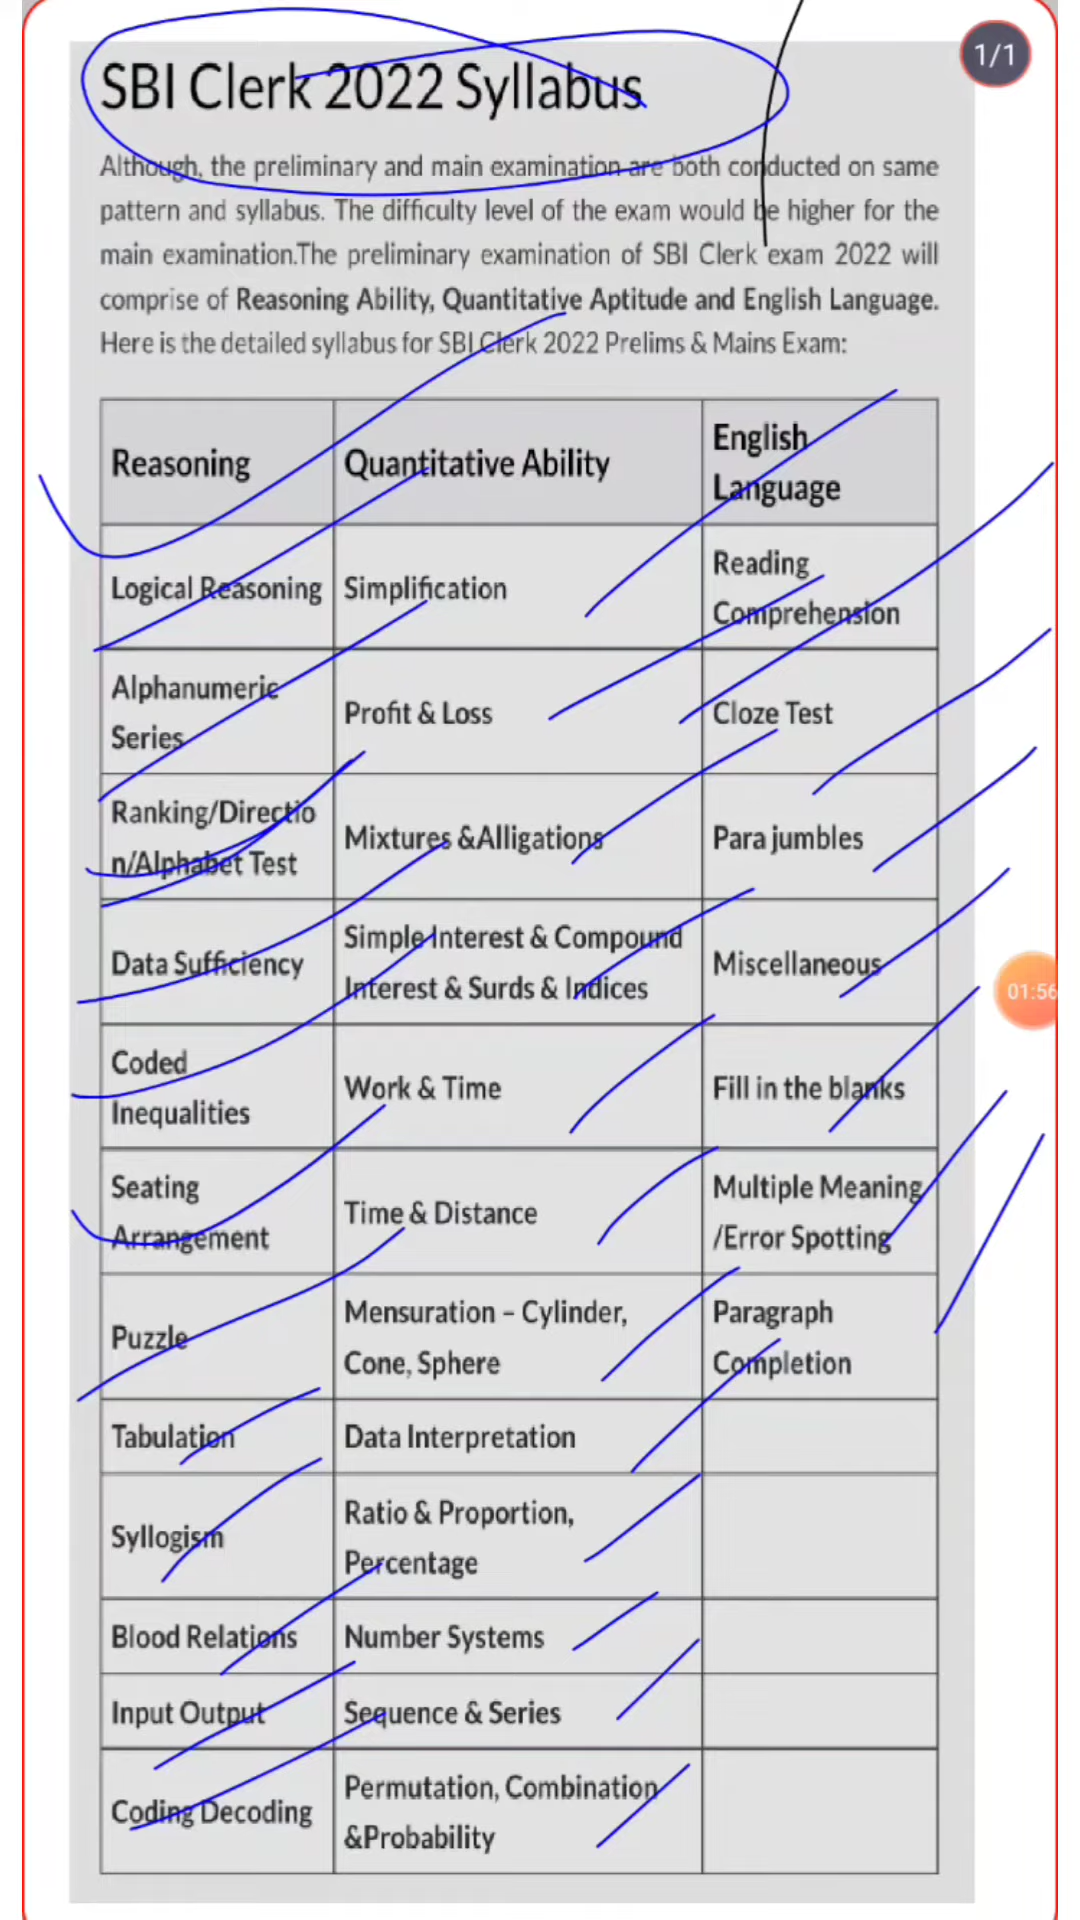 1/1
SBI Clerk 2022 Syllabus
Although, the preliminary and main examination are both conducted on same
pattern and syllabus. The difficulty level of the exam would be higher for the
main examination.The preliminary examination of SBI Clerk exam 2022 will
comprise of Reasoning Ability, Quantitative Aptitude and English Language.
Here is the detailed syllabus for SBI Clerk 2022 Prelims & Mains Exam:
Reasoning
Quantitative Ability
English
Language
Logical Reasoning
Simplification
Reading
Comprehension
Alphanumeric
Series
Profit & Loss
Cloze Test
Ranking/Directio
n/Alphabet Test
Mixtures &Alligations
Para jumbles
Data Sufficiency
Simple Interest & Compound
Interest & Surds & Indices
Miscellaneous
01:56
Coded
Inequalities
Work & Time
Fill in the blanks
Seating
Arrangement
Time & Distance
Multiple Meaning
/Error Spotting
Puzzle
Mensuration – Cylinder,
Cone, Sphere
Paragraph
Completion
Tabulation
Data Interpretation
Syllogism
Ratio & Proportion,
Percentage
Blood Relations
Number Systems
Input Output
Sequence & Series
Coding Decoding
Permutation, Combination
&Probability